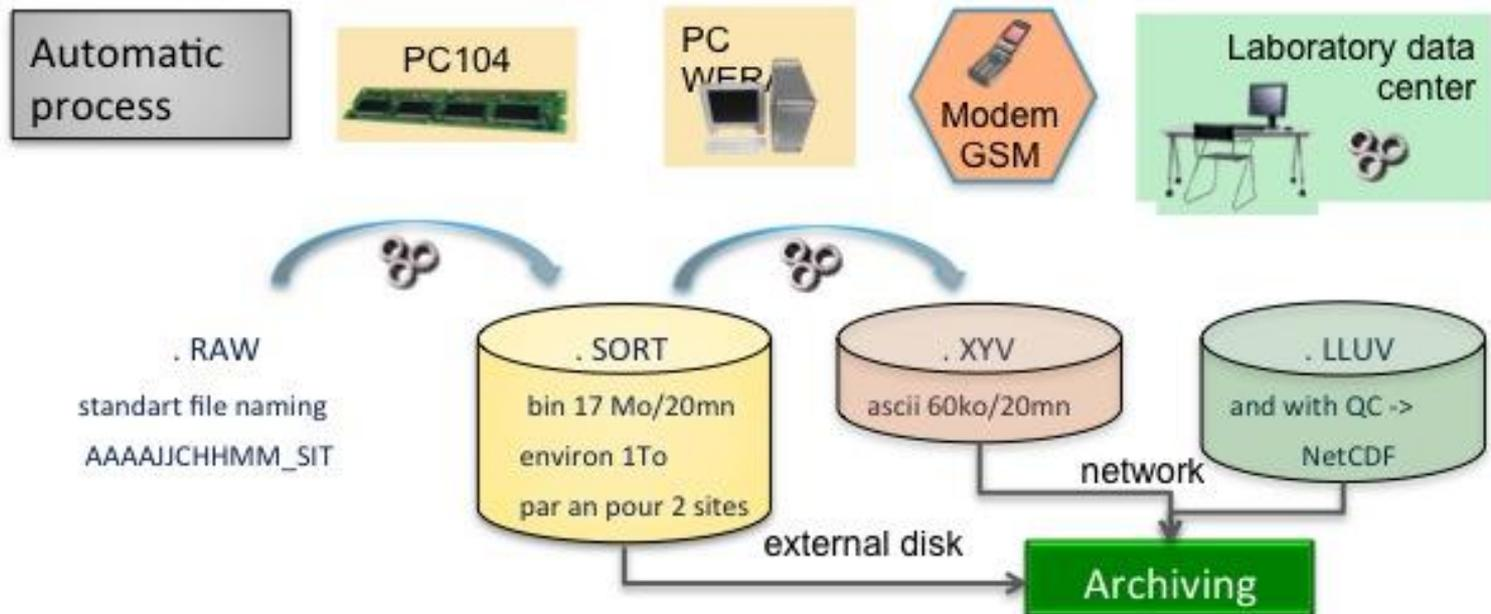 Automatic
process
PC104
PC
WERA
Modem
GSM
Laboratory data
center
. RAW
standart file naming
AAAAJJCHHMM_SIT
. SORT
bin 17 Mo/20mn
environ 1To
par an pour 2 sites
. XYV
ascii 60ko/20mn
. LLUV
and with QC ->
NetCDF
network
external disk
Archiving